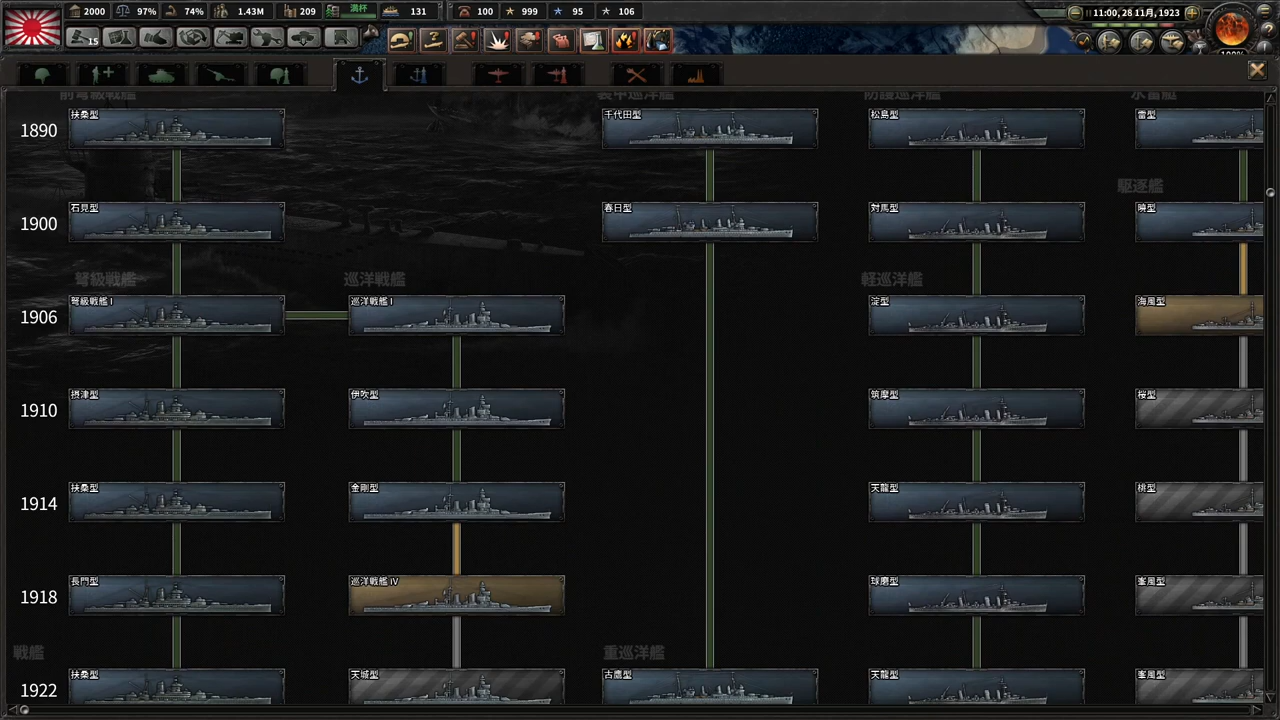 2000 97% 74% 1.43M 209 満杯 131 100 999 95 106 11:00, 28 11月, 1923
15 100%
前弩級戦艦 装甲巡洋艦 防護巡洋艦 水雷艇
1890 扶桑型 千代田型 松島型 雷型
駆逐艦
1900 石見型 春日型 対馬型 暁型
弩級戦艦 巡洋戦艦 軽巡洋艦
1906 弩級戦艦 I 巡洋戦艦 I 淀型 海風型
1910 摂津型 伊吹型 筑摩型 桜型
1914 扶桑型 金剛型 天龍型 桃型
1918 長門型 巡洋戦艦 IV 球磨型 峯風型
戦艦 重巡洋艦
1922 扶桑型 天城型 古鷹型 天龍型 峯風型